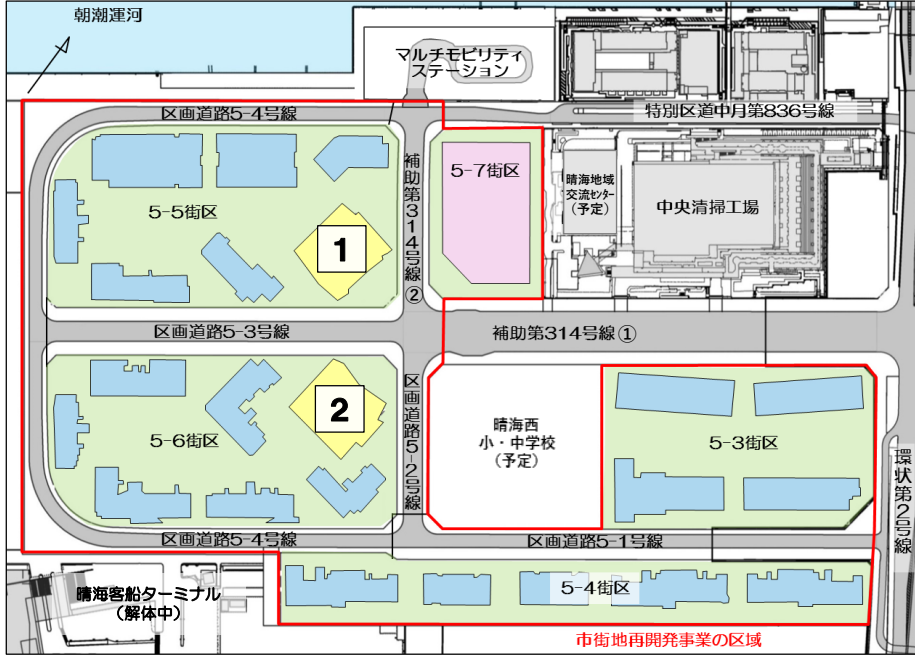 朝潮運河
マルチモビリティ
ステーション
区画道路5-4号線
特別区道中月第836号線
補助第314号線②
5-7街区
晴海地域
交流センター
（予定）
中央清掃工場
5-5街区
1
区画道路5-3号線
補助第314号線①
区画道路5-2号線
2
5-6街区
晴海西
小・中学校
（予定）
5-3街区
環状第2号線
区画道路5-4号線
区画道路5-1号線
晴海客船ターミナル
（解体中）
5-4街区
市街地再開発事業の区域